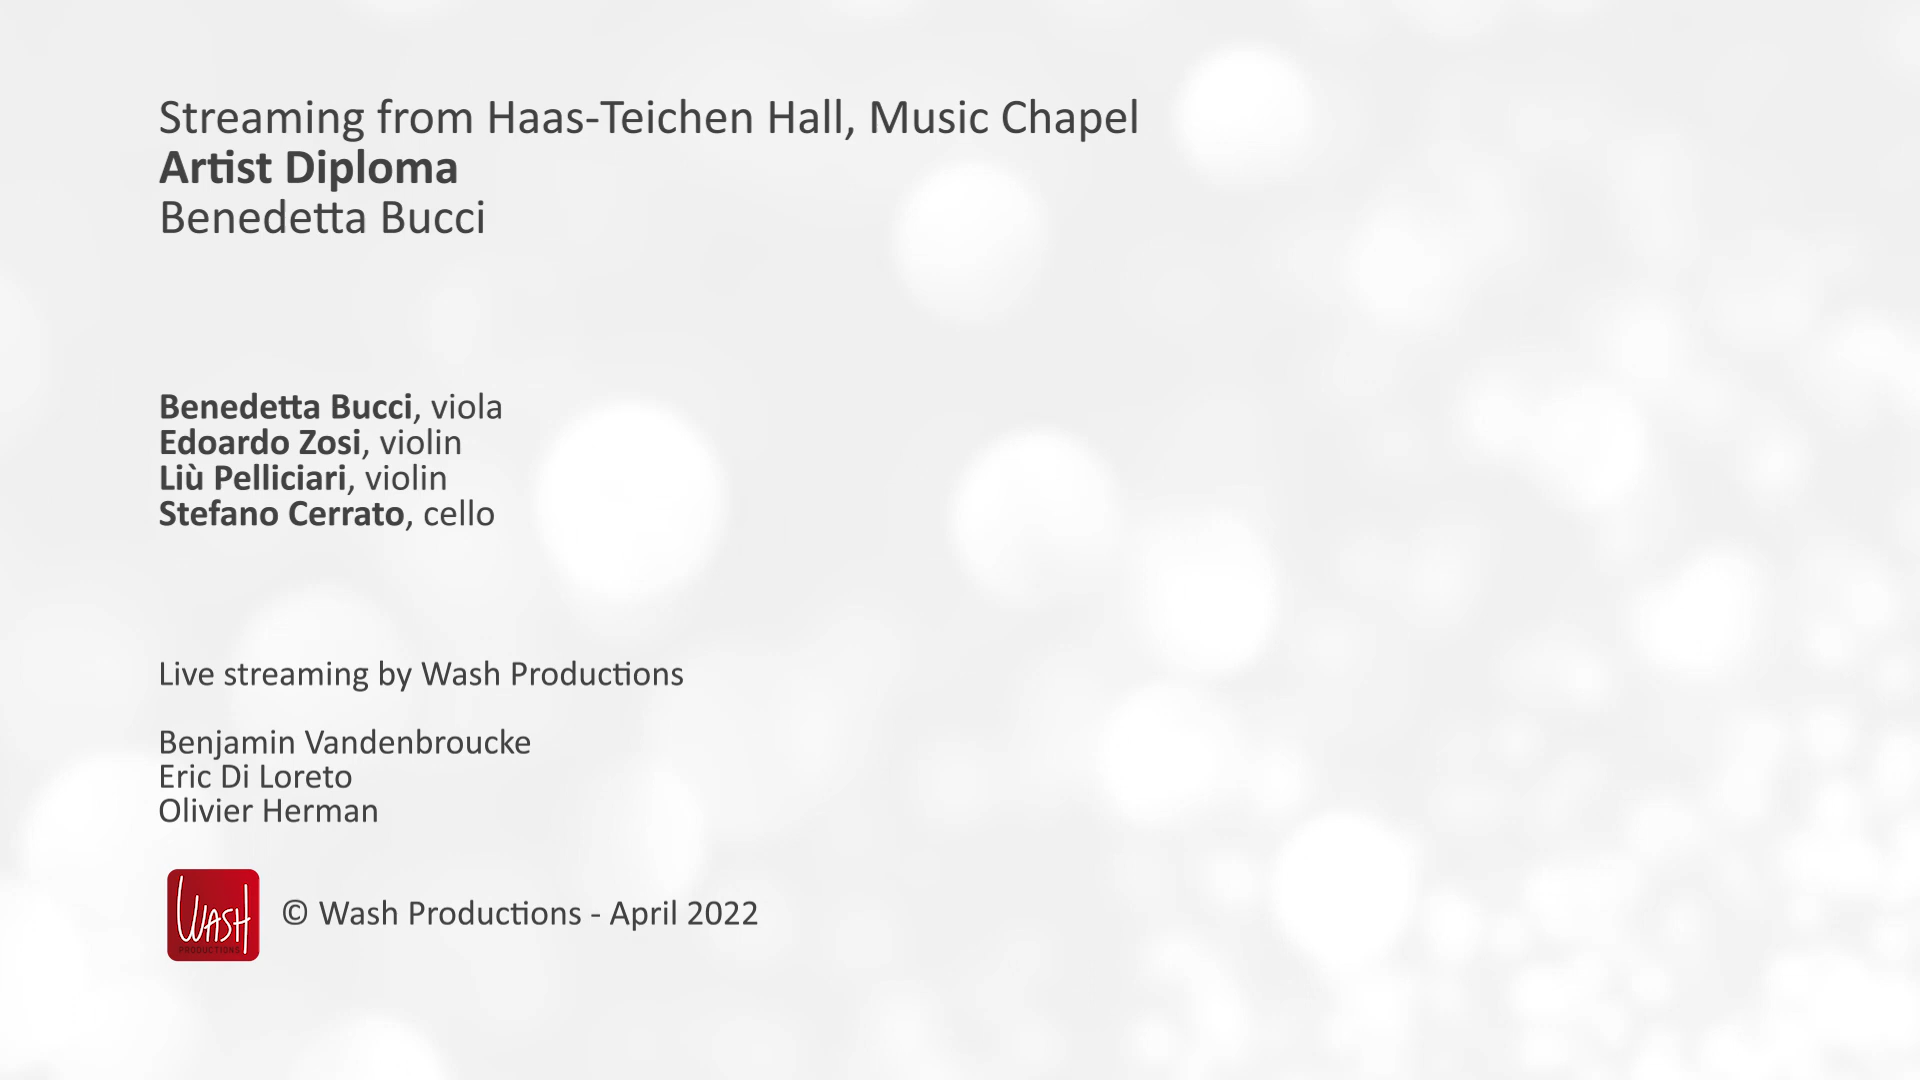 Streaming from Haas-Teichen Hall, Music Chapel
Artist Diploma
Benedetta Bucci
Benedetta Bucci, viola
Edoardo Zosi, violin
Liù Pelliciari, violin
Stefano Cerrato, cello
Live streaming by Wash Productions
Benjamin Vandenbroucke
Eric Di Loreto
Olivier Herman
WASH
PRODUCTIONS
© Wash Productions - April 2022